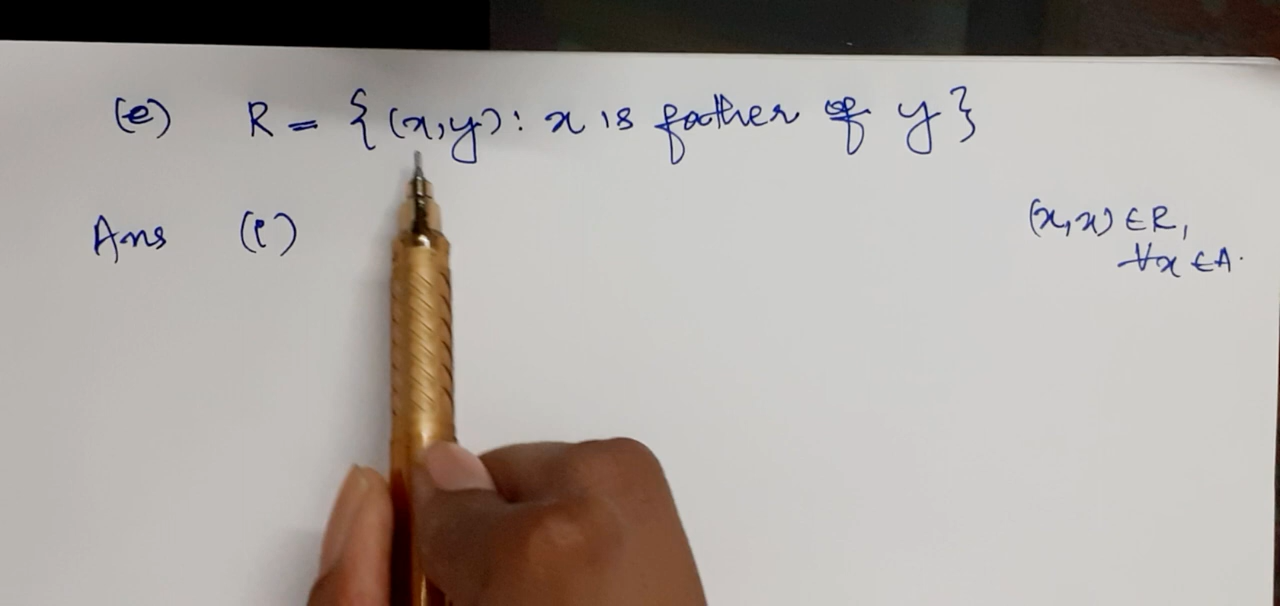 (e) R = {(x,y): x is father of y}
Ans (i)
(x,x) ∈ R,
∀x ∈ A.